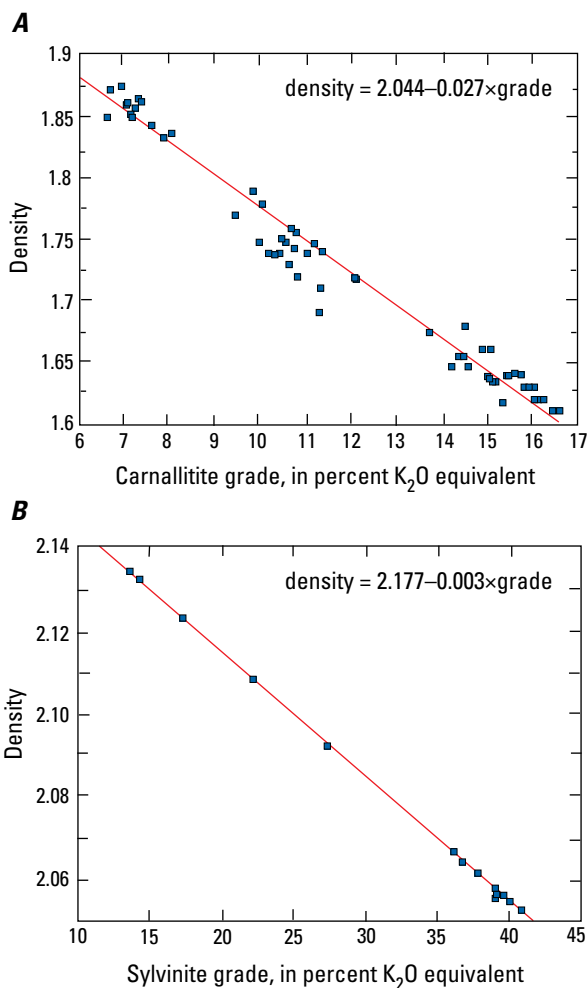 A
density = 2.044–0.027×grade
1.9
1.85
1.8
1.75
1.7
1.65
1.6
Density
6 7 8 9 10 11 12 13 14 15 16 17
Carnallitite grade, in percent K₂O equivalent
B
density = 2.177–0.003×grade
2.14
2.12
2.10
2.08
2.06
Density
10 15 20 25 30 35 40 45
Sylvinite grade, in percent K₂O equivalent